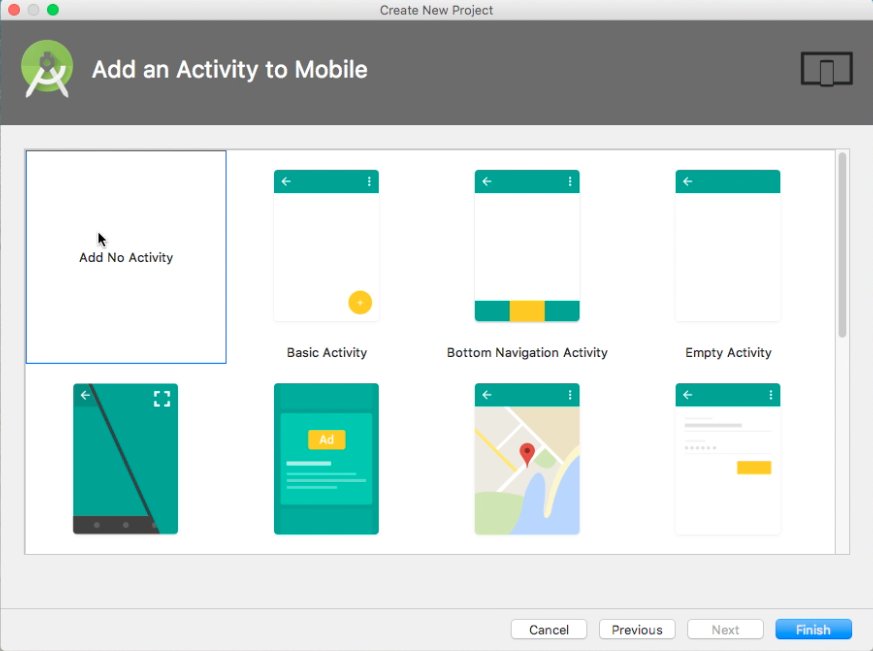 Create New Project
Add an Activity to Mobile
Add No Activity
Basic Activity
Bottom Navigation Activity
Empty Activity
Ad
Cancel
Previous
Next
Finish